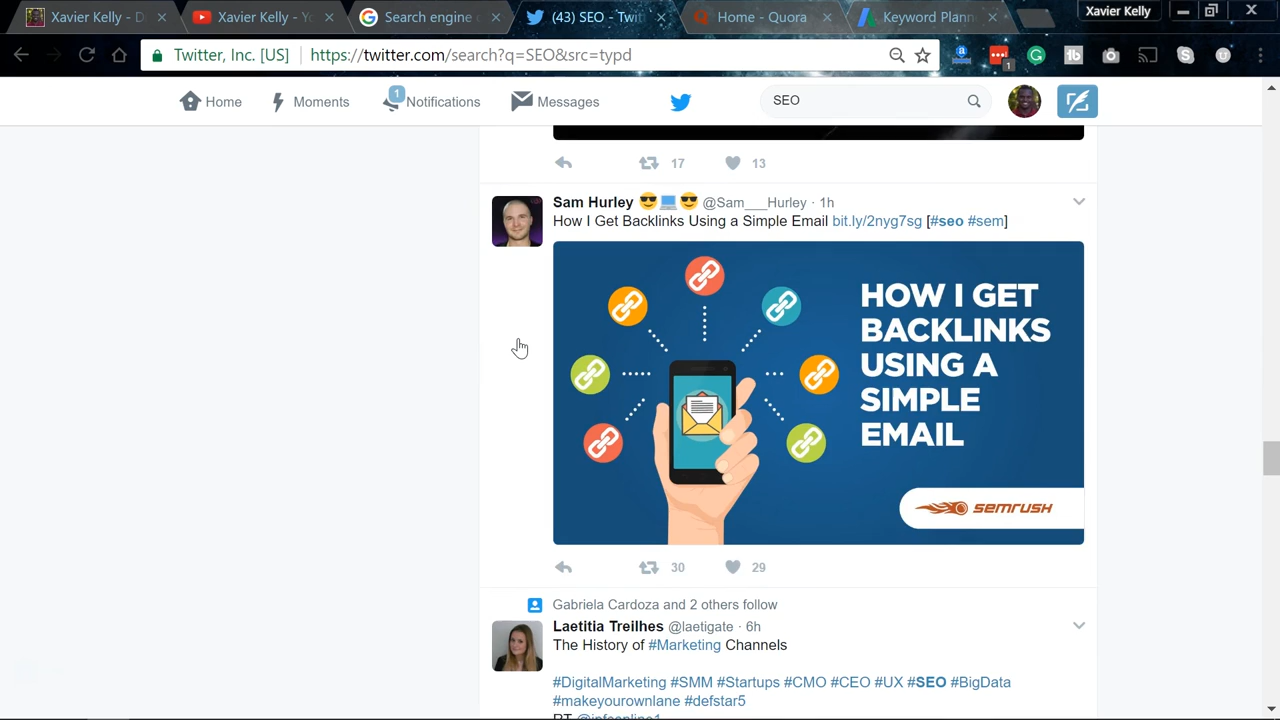 Xavier Kelly - D
Xavier Kelly - Yo
Search engine
(43) SEO - Twit
Home - Quora
Keyword Plann
Xavier Kelly
Twitter, Inc. [US]
https://twitter.com/search?q=SEO&src=typd
1
Home
Moments
1
Notifications
Messages
SEO
17
13
Sam Hurley 😎💻😎 @Sam___Hurley · 1h
How I Get Backlinks Using a Simple Email bit.ly/2nyg7sg [#seo #sem]
HOW I GET
BACKLINKS
USING A
SIMPLE
EMAIL
SEMRUSH
30
29
Gabriela Cardoza and 2 others follow
Laetitia Treilhes @laetigate · 6h
The History of #Marketing Channels
#DigitalMarketing #SMM #Startups #CMO #CEO #UX #SEO #BigData
#makeyourownlane #defstar5
RT @ipfconline1